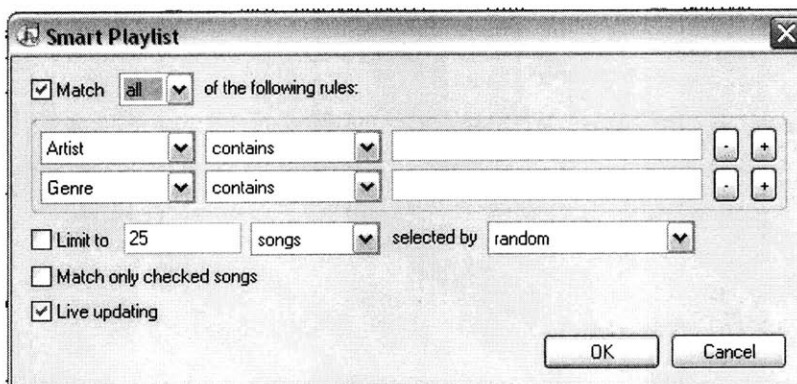 Smart Playlist
Match all of the following rules:
Artist contains - +
Genre contains - +
Limit to 25 songs selected by random
Match only checked songs
Live updating
OK Cancel